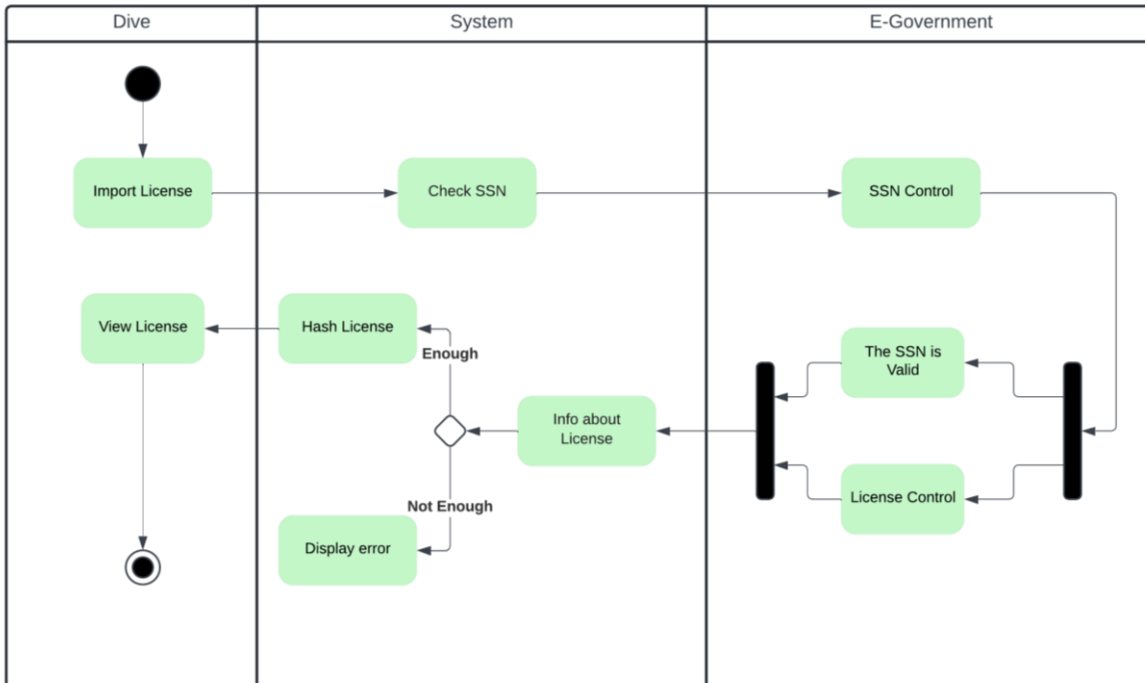 Dive
System
E-Government
Import License
Check SSN
SSN Control
View License
Hash License
Enough
The SSN is
Valid
Info about
License
Not Enough
License Control
Display error